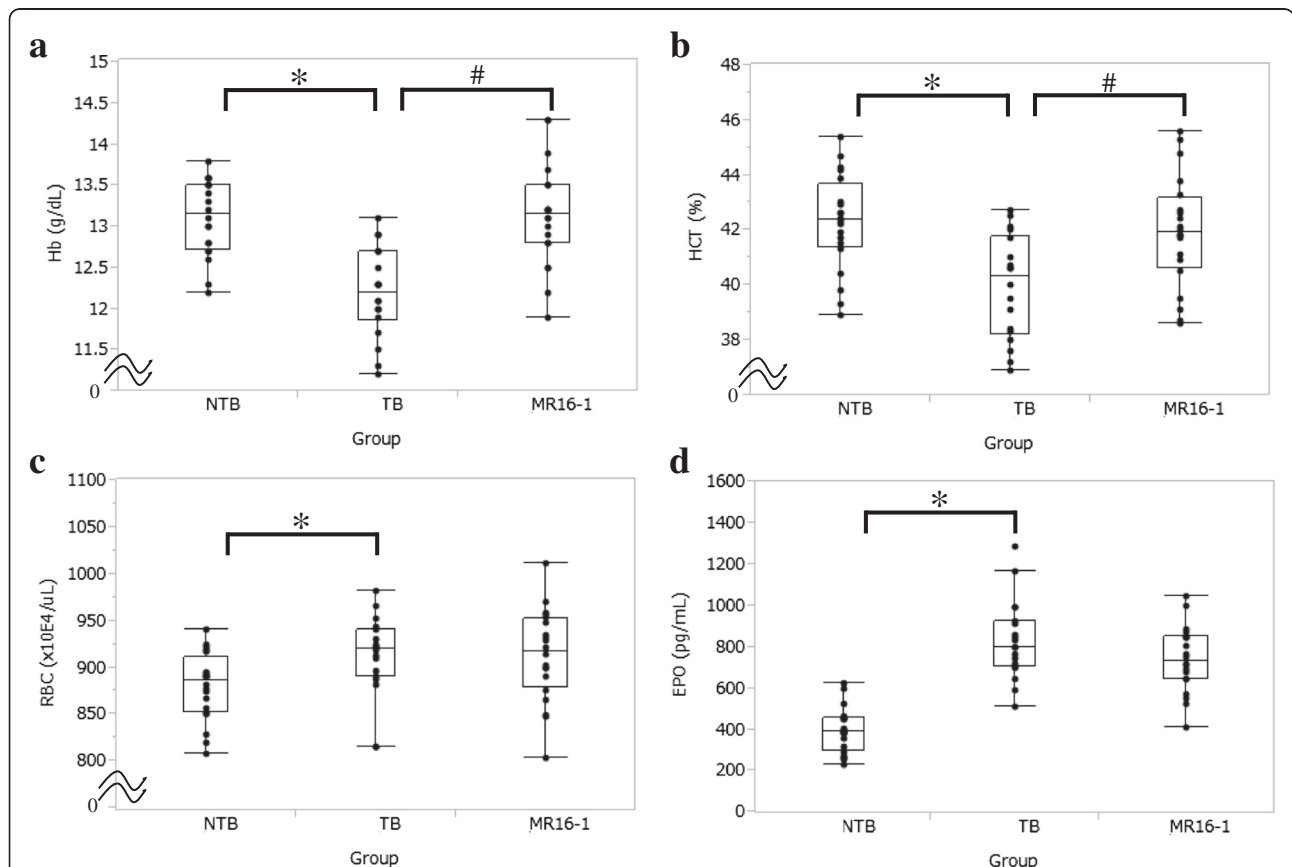 a
15
14.5
14
13.5
13
12.5
12
11.5
0
Hb (g/dL)
* #
NTB TB MR16-1
Group
b
48
46
44
42
40
38
0
HCT (%)
* #
NTB TB MR16-1
Group
c
1100
1050
1000
950
900
850
800
0
RBC (x10E4/uL)
*
NTB TB MR16-1
Group
d
1600
1400
1200
1000
800
600
400
200
0
EPO (pg/mL)
*
NTB TB MR16-1
Group